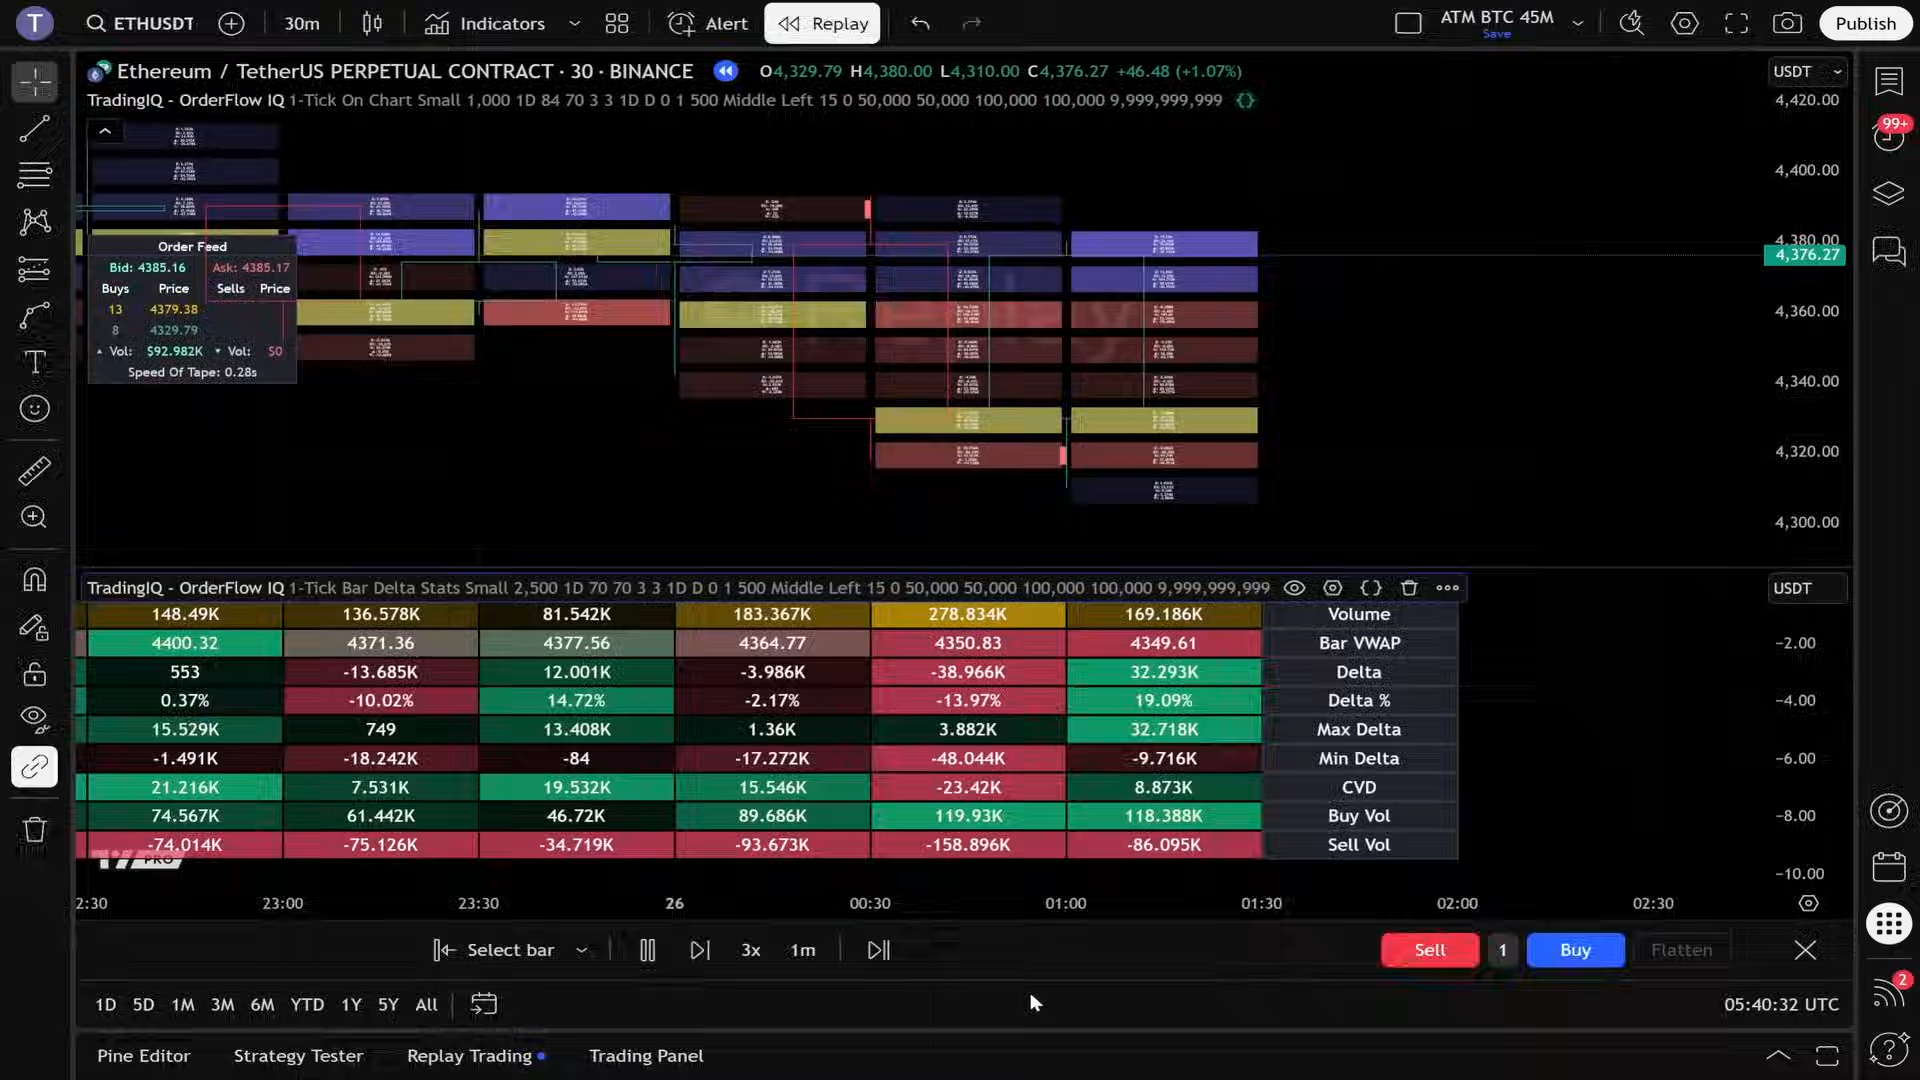 T ETHUSDT 30m Indicators Alert Replay ATM BTC 45M Save Publish
Ethereum / TetherUS PERPETUAL CONTRACT · 30 · BINANCE O4,329.79 H4,380.00 L4,310.00 C4,376.27 +46.48 (+1.07%) USDT
TradingIQ - OrderFlow IQ 1-Tick On Chart Small 1,000 1D 84 70 3 3 1D D 0 1 500 Middle Left 15 0 50,000 50,000 100,000 100,000 9,999,999,999
4,420.00
99+
4,400.00
4,380.00
4,376.27
4,360.00
4,340.00
4,320.00
4,300.00
Order Feed
Bid: 4385.16 Ask: 4385.17
Buys Price Sells Price
13 4379.38
8 4329.79
Vol: $92.982K Vol: $0
Speed Of Tape: 0.28s
TradingIQ - OrderFlow IQ 1-Tick Bar Delta Stats Small 2,500 1D 70 70 3 3 1D D 0 1 500 Middle Left 15 0 50,000 50,000 100,000 100,000 9,999,999,999 USDT
148.49K 136.578K 81.542K 183.367K 278.834K 169.186K Volume
4400.32 4371.36 4377.56 4364.77 4350.83 4349.61 Bar VWAP −2.00
553 -13.685K 12.001K -3.986K -38.966K 32.293K Delta
0.37% -10.02% 14.72% -2.17% -13.97% 19.09% Delta % −4.00
15.529K 749 13.408K 1.36K 3.882K 32.718K Max Delta
-1.491K -18.242K -84 -17.272K -48.044K -9.716K Min Delta −6.00
21.216K 7.531K 19.532K 15.546K -23.42K 8.873K CVD
74.567K 61.442K 46.72K 89.686K 119.93K 118.388K Buy Vol −8.00
-74.014K -75.126K -34.719K -93.673K -158.896K -86.095K Sell Vol
PRO
−10.00
2:30 23:00 23:30 26 00:30 01:00 01:30 02:00 02:30
Select bar 3x 1m Sell 1 Buy Flatten
2
1D 5D 1M 3M 6M YTD 1Y 5Y All 05:40:32 UTC
Pine Editor Strategy Tester Replay Trading Trading Panel